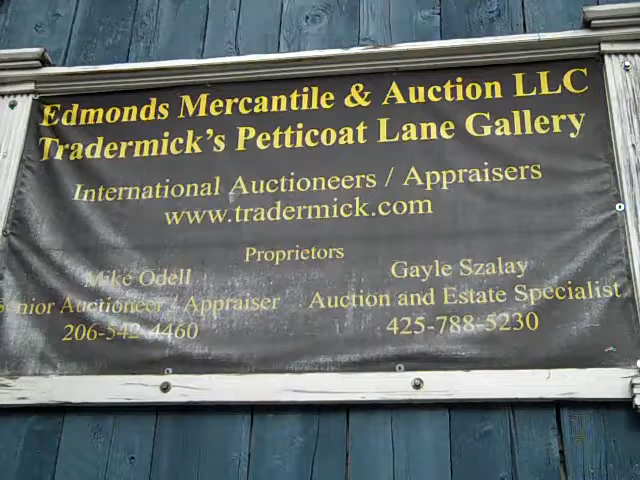 Edmonds Mercantile & Auction LLC
Tradermick's Petticoat Lane Gallery
International Auctioneers / Appraisers
www.tradermick.com
Proprietors
Mike Odell
Senior Auctioneer / Appraiser
206-542-4460
Gayle Szalay
Auction and Estate Specialist
425-788-5230